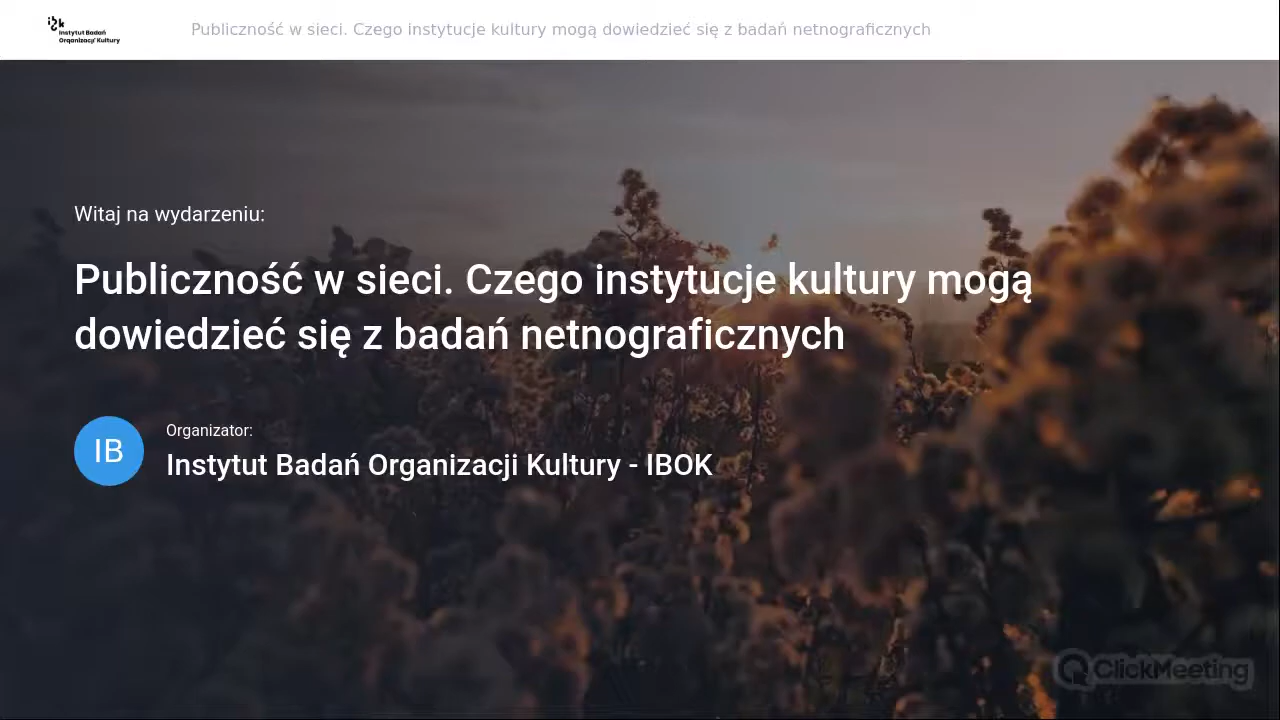 ibok
Instytut Badań
Organizacji Kultury
Publiczność w sieci. Czego instytucje kultury mogą dowiedzieć się z badań netnograficznych
Witaj na wydarzeniu:
Publiczność w sieci. Czego instytucje kultury mogą
dowiedzieć się z badań netnograficznych
IB
Organizator:
Instytut Badań Organizacji Kultury - IBOK
ClickMeeting